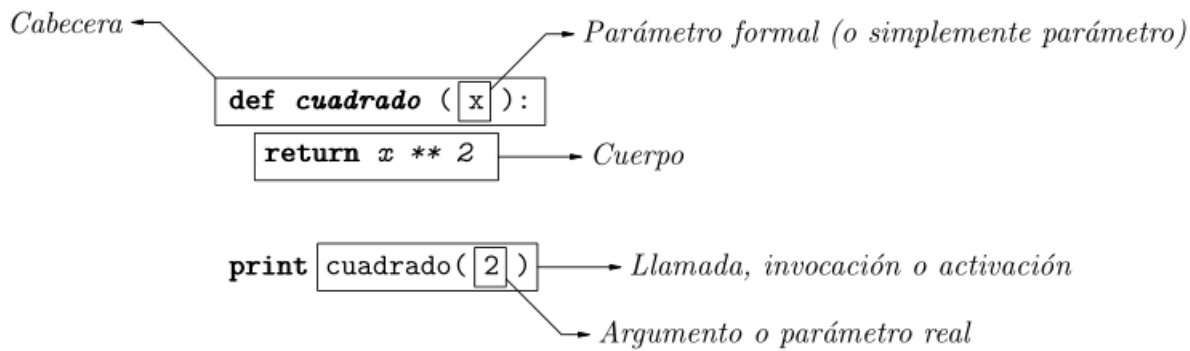 Cabecera
Parámetro formal (o simplemente parámetro)
def cuadrado ( x ):
return x ** 2
Cuerpo
print cuadrado( 2 )
Llamada, invocación o activación
Argumento o parámetro real